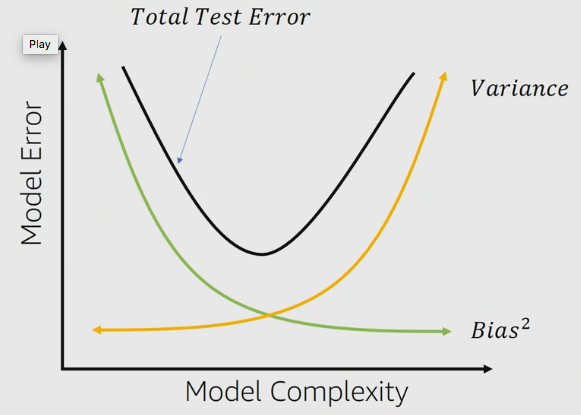 Total Test Error
Play
Variance
Model Error
Bias²
Model Complexity